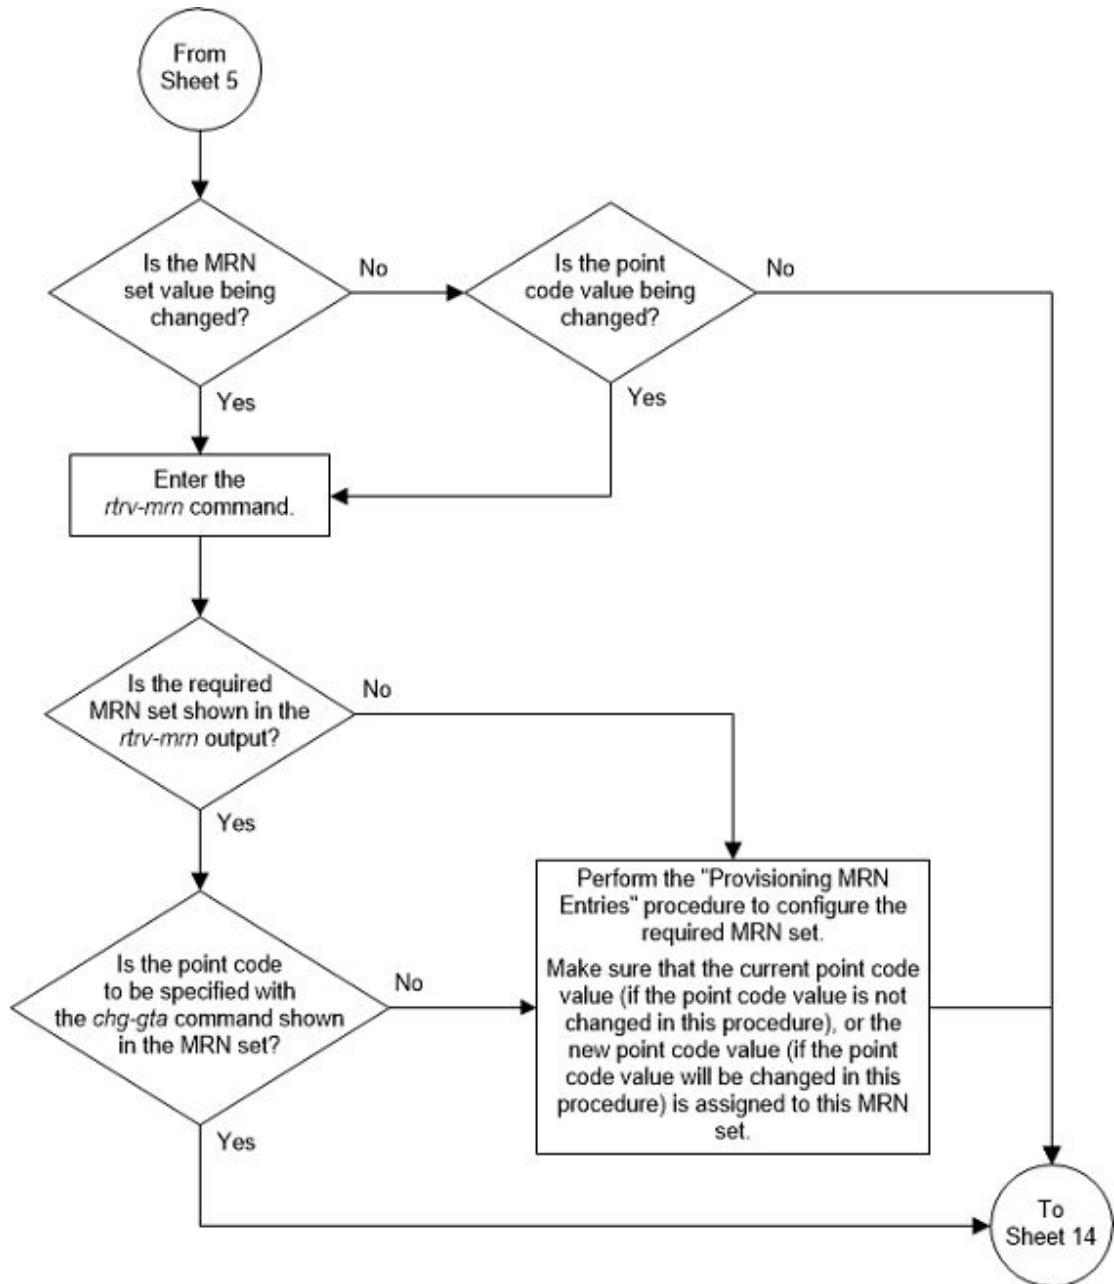 From
Sheet 5
Is the MRN
set value being
changed?
No
Is the point
code value being
changed?
No
Yes
Yes
Enter the
rtrv-mrn command.
Is the required
MRN set shown in the
rtrv-mrn output?
No
Yes
Perform the "Provisioning MRN
Entries" procedure to configure the
required MRN set.
Make sure that the current point code
value (if the point code value is not
changed in this procedure), or the
new point code value (if the point
code value will be changed in this
procedure) is assigned to this MRN
set.
Is the point code
to be specified with
the chg-gta command shown
in the MRN set?
No
Yes
To
Sheet 14